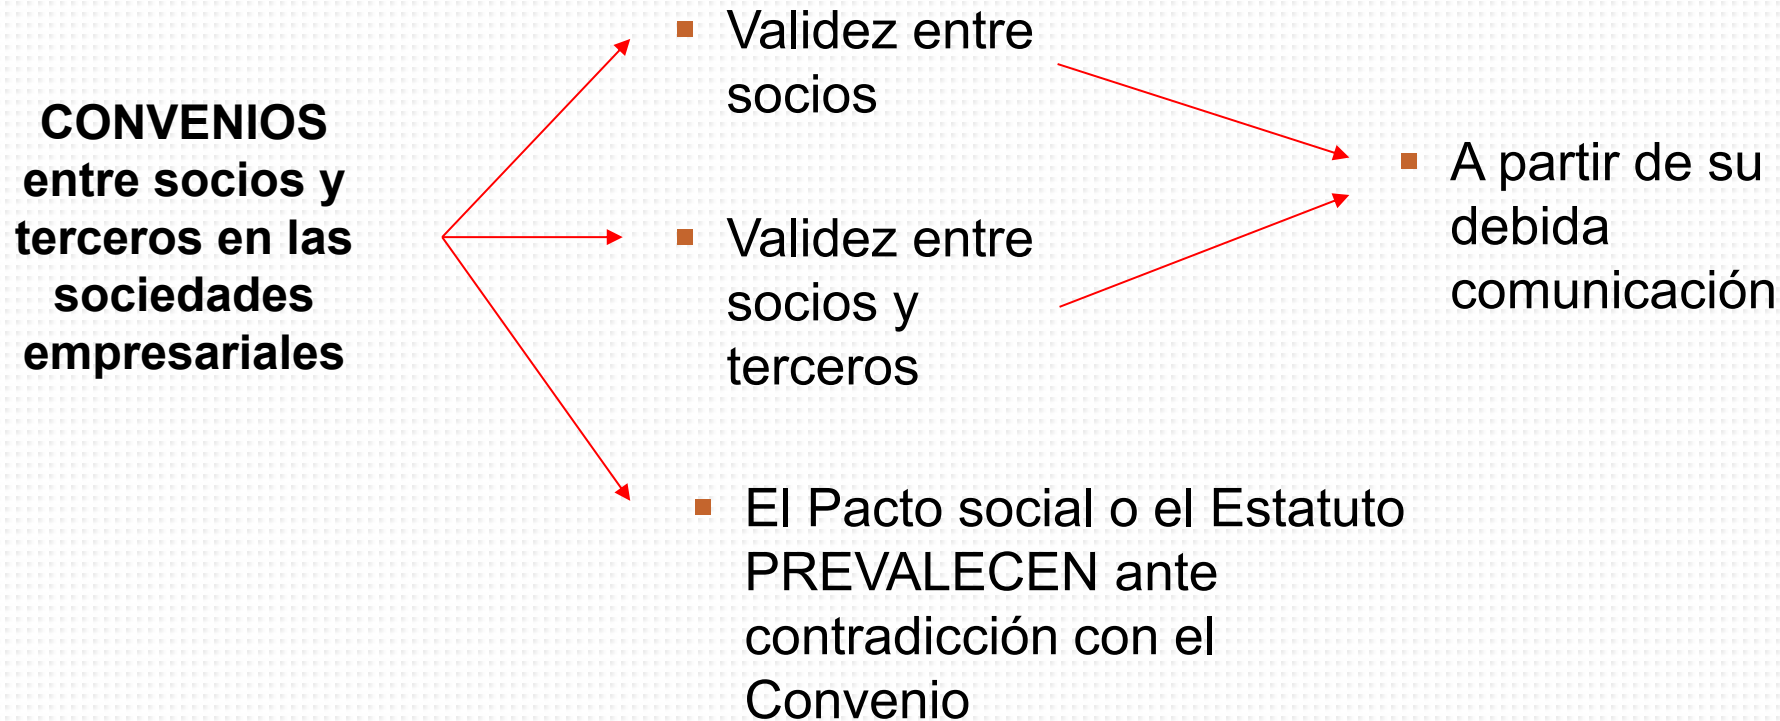 CONVENIOS
entre socios y
terceros en las
sociedades
empresariales
Validez entre
socios
Validez entre
socios y
terceros
El Pacto social o el Estatuto
PREVALECEN ante
contradicción con el
Convenio
A partir de su
debida
comunicación